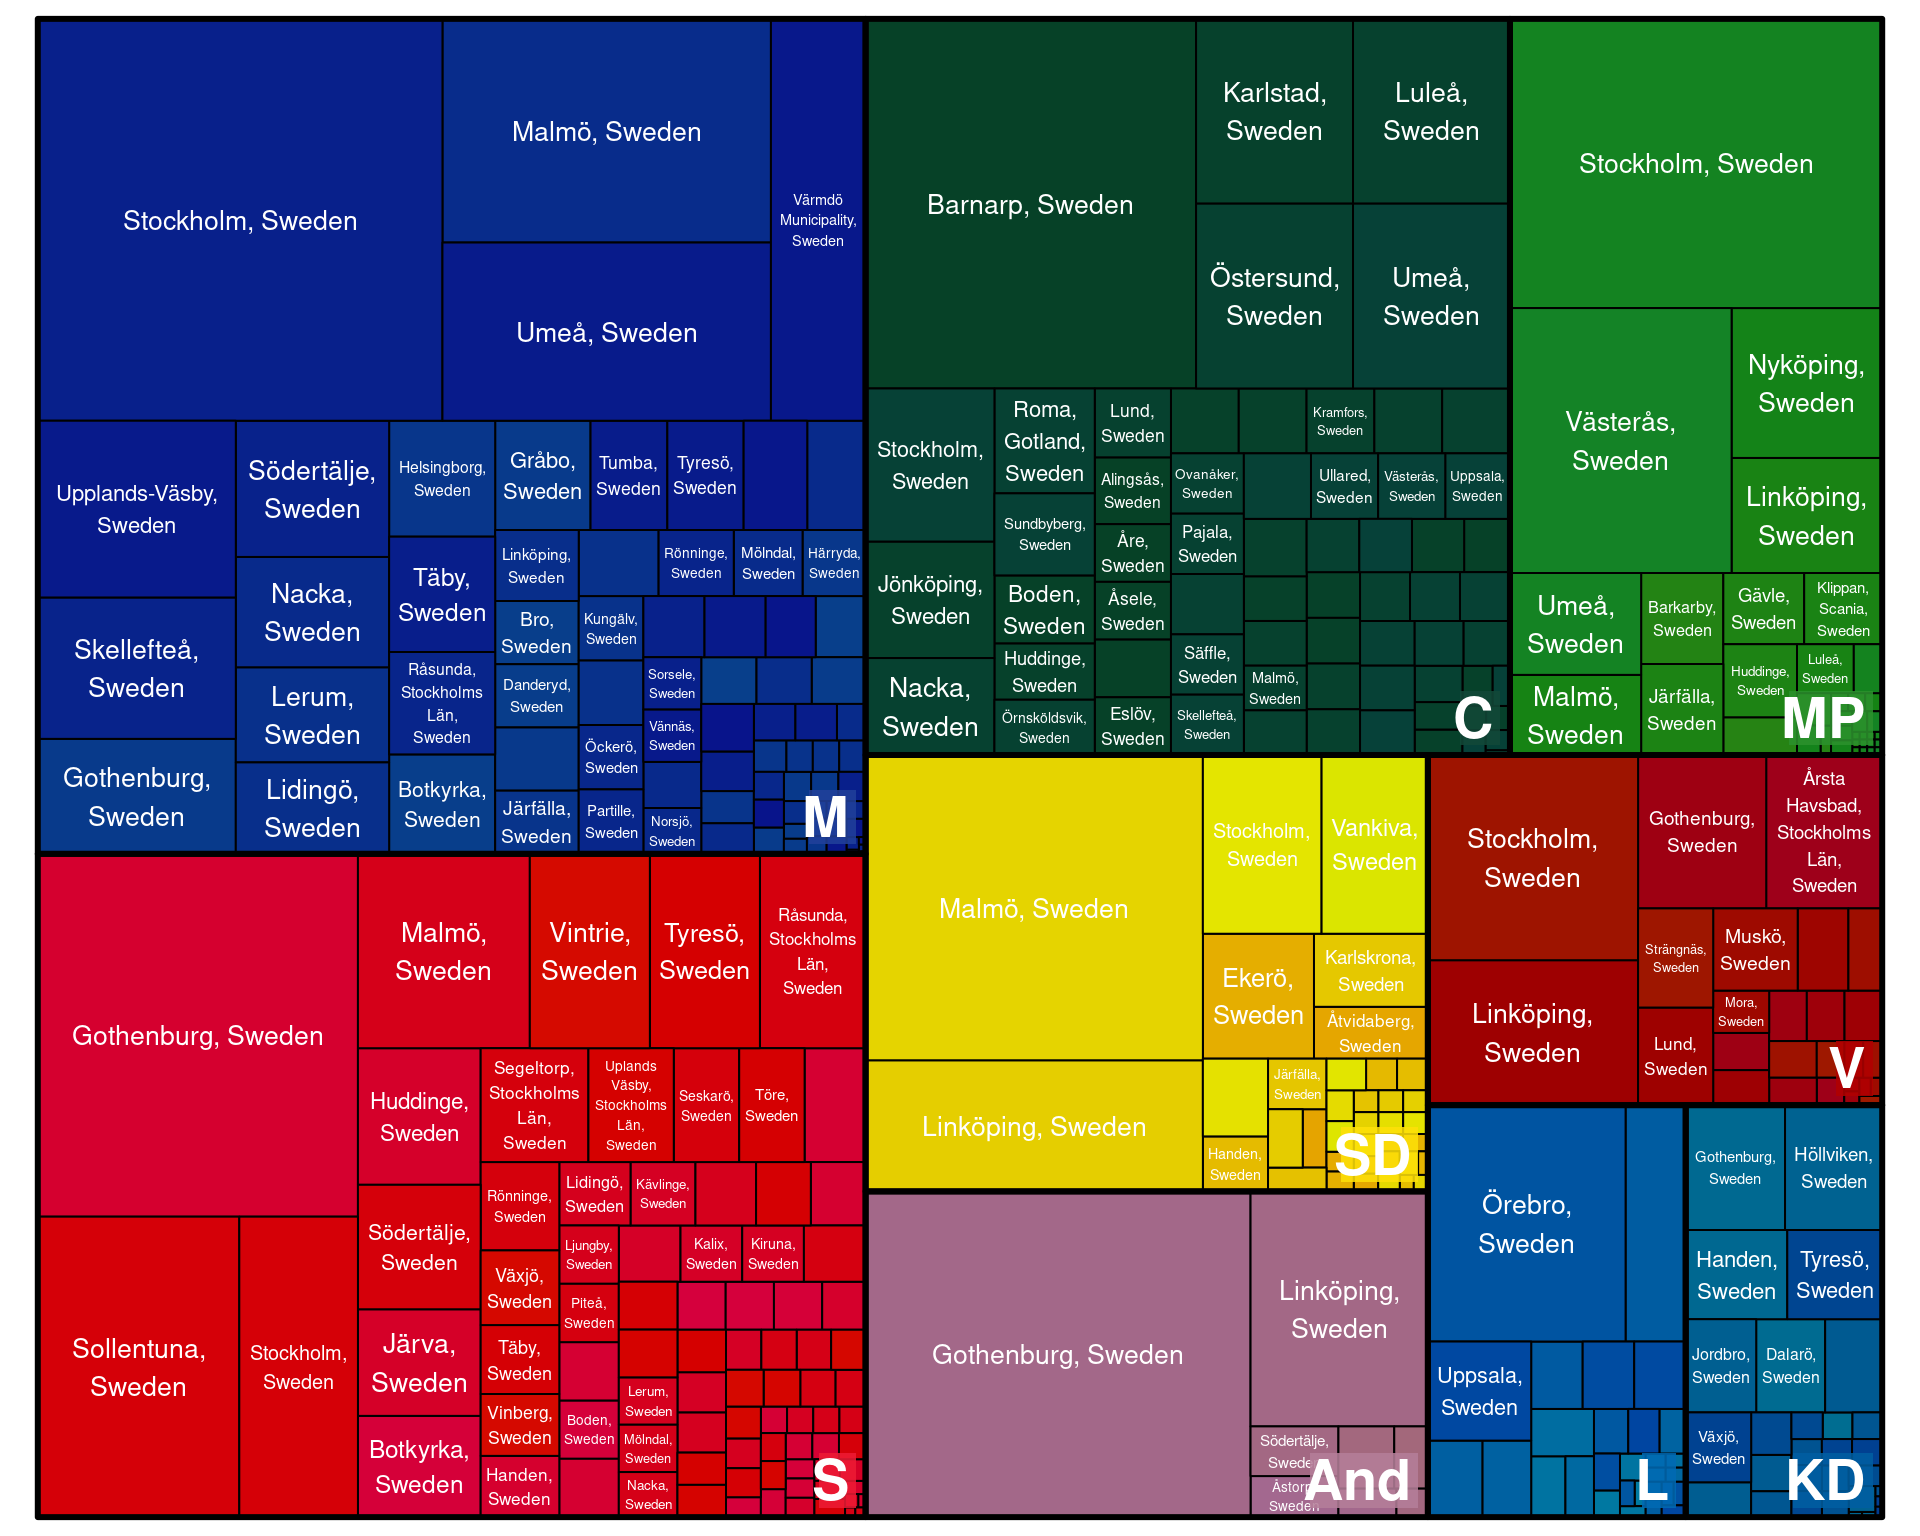 Stockholm, Sweden
Malmö, Sweden
Umeå, Sweden
Värmdö
Municipality,
Sweden
Upplands-Väsby,
Sweden
Skellefteå,
Sweden
Gothenburg,
Sweden
Södertälje,
Sweden
Nacka,
Sweden
Lerum,
Sweden
Lidingö,
Sweden
Helsingborg,
Sweden
Täby,
Sweden
Råsunda,
Stockholms
Län,
Sweden
Botkyrka,
Sweden
Gråbo,
Sweden
Tumba,
Sweden
Tyresö,
Sweden
Linköping,
Sweden
Rönninge,
Sweden
Mölndal,
Sweden
Härryda,
Sweden
Bro,
Sweden
Kungälv,
Sweden
Danderyd,
Sweden
Sorsele,
Sweden
Vännäs,
Sweden
Öckerö,
Sweden
Järfälla,
Sweden
Partille,
Sweden
Norsjö,
Sweden
M
Barnarp, Sweden
Karlstad,
Sweden
Luleå,
Sweden
Östersund,
Sweden
Umeå,
Sweden
Stockholm,
Sweden
Jönköping,
Sweden
Nacka,
Sweden
Roma,
Gotland,
Sweden
Sundbyberg,
Sweden
Boden,
Sweden
Huddinge,
Sweden
Örnsköldsvik,
Sweden
Lund,
Sweden
Alingsås,
Sweden
Åre,
Sweden
Åsele,
Sweden
Eslöv,
Sweden
Kramfors,
Sweden
Ovanåker,
Sweden
Ullared,
Sweden
Västerås,
Sweden
Uppsala,
Sweden
Pajala,
Sweden
Säffle,
Sweden
Skellefteå,
Sweden
Malmö,
Sweden
C
Stockholm, Sweden
Västerås,
Sweden
Nyköping,
Sweden
Linköping,
Sweden
Umeå,
Sweden
Malmö,
Sweden
Barkarby,
Sweden
Järfälla,
Sweden
Gävle,
Sweden
Klippan,
Scania,
Sweden
Huddinge,
Sweden
Luleå,
Sweden
MP
Gothenburg, Sweden
Sollentuna,
Sweden
Stockholm,
Sweden
Malmö,
Sweden
Vintrie,
Sweden
Tyresö,
Sweden
Råsunda,
Stockholms
Län,
Sweden
Huddinge,
Sweden
Södertälje,
Sweden
Järva,
Sweden
Botkyrka,
Sweden
Segeltorp,
Stockholms
Län,
Sweden
Uplands
Väsby,
Stockholms
Län,
Sweden
Seskarö,
Sweden
Töre,
Sweden
Rönninge,
Sweden
Växjö,
Sweden
Täby,
Sweden
Vinberg,
Sweden
Handen,
Sweden
Lidingö,
Sweden
Kävlinge,
Sweden
Ljungby,
Sweden
Kalix,
Sweden
Kiruna,
Sweden
Piteå,
Sweden
Boden,
Sweden
Lerum,
Sweden
Mölndal,
Sweden
Nacka,
Sweden
S
Malmö, Sweden
Linköping, Sweden
Stockholm,
Sweden
Vankiva,
Sweden
Ekerö,
Sweden
Karlskrona,
Sweden
Åtvidaberg,
Sweden
Järfälla,
Sweden
Handen,
Sweden
SD
Gothenburg, Sweden
Linköping,
Sweden
Södertälje,
Sweden
Åstorp,
Sweden
And
Stockholm,
Sweden
Linköping,
Sweden
Gothenburg,
Sweden
Årsta
Havsbad,
Stockholms
Län,
Sweden
Strängnäs,
Sweden
Muskö,
Sweden
Lund,
Sweden
Mora,
Sweden
V
Örebro,
Sweden
Uppsala,
Sweden
L
Gothenburg,
Sweden
Höllviken,
Sweden
Handen,
Sweden
Tyresö,
Sweden
Jordbro,
Sweden
Dalarö,
Sweden
Växjö,
Sweden
KD